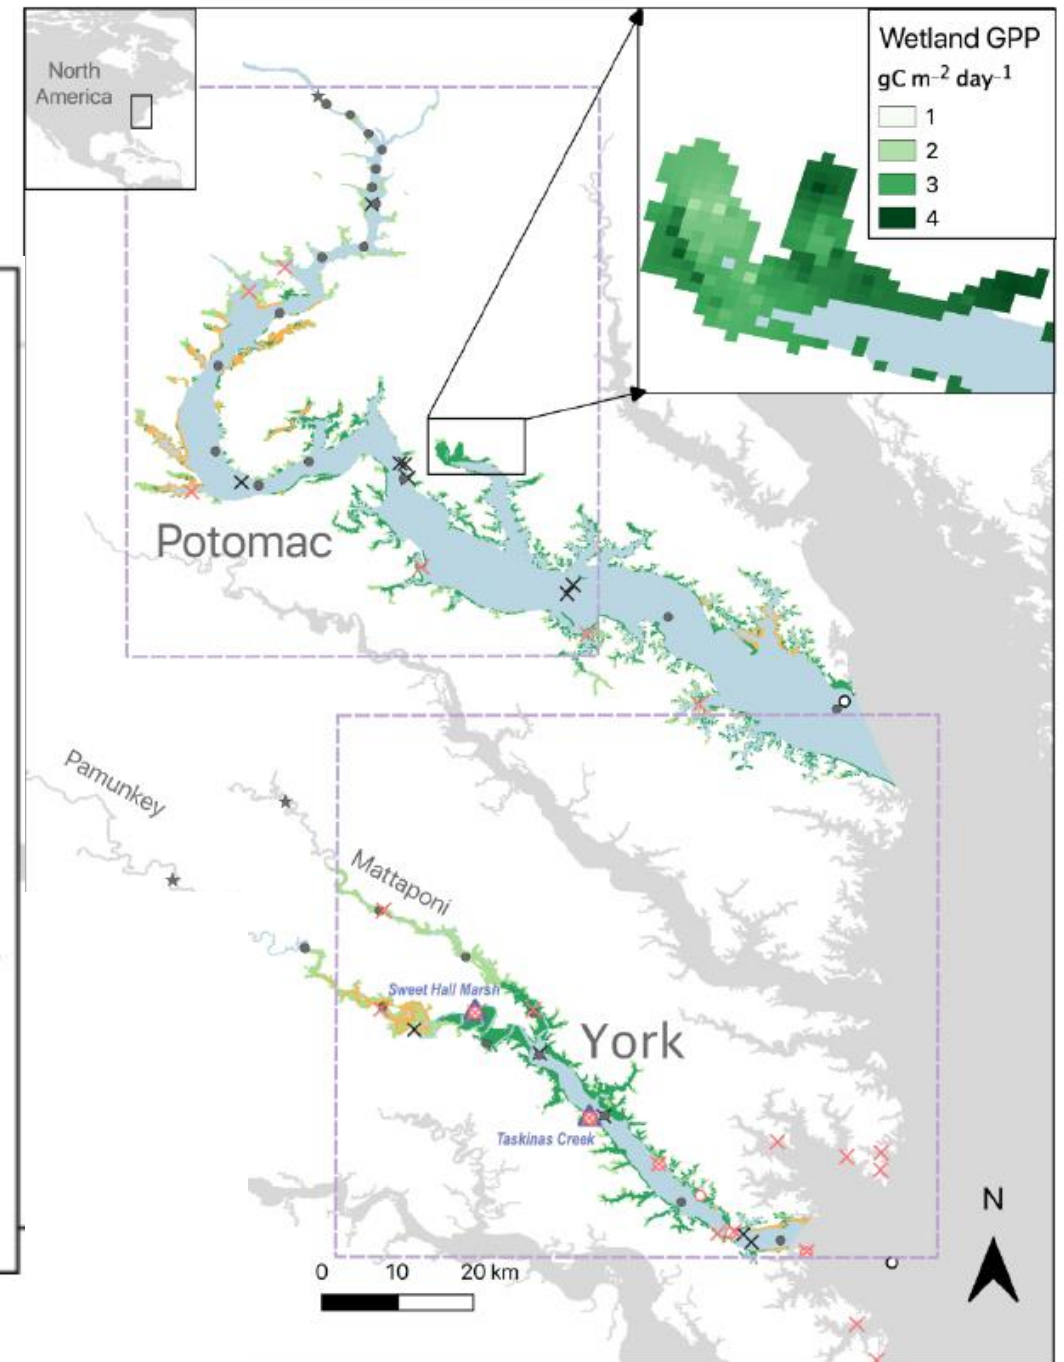 North
America
Wetland GPP
gC m⁻² day⁻¹
1
2
3
4
Potomac
Pamunkey
Mattaponi
Sweet Hall Marsh
York
Taskinas Creek
N
0 10 20 km